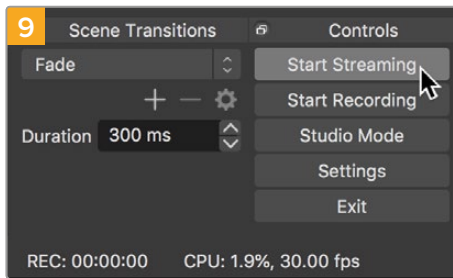 9
Scene Transitions
Controls
Fade
Start Streaming
Start Recording
Duration 300 ms
Studio Mode
Settings
Exit
REC: 00:00:00 CPU: 1.9%, 30.00 fps